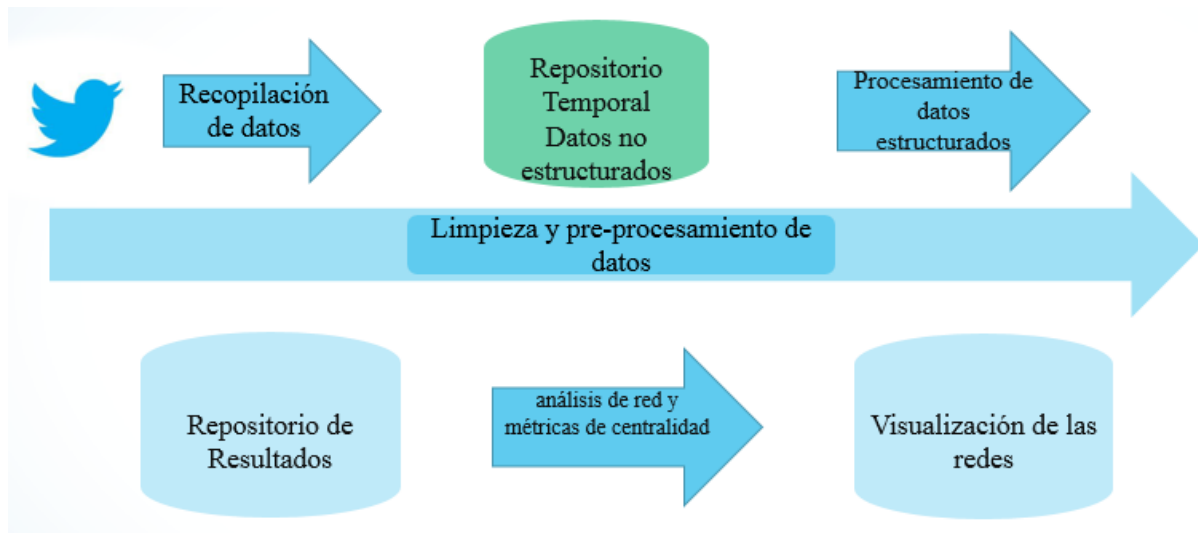 Recopilación
de datos
Repositorio
Temporal
Datos no
estructurados
Procesamiento de
datos
estructurados
Limpieza y pre-procesamiento de
datos
Repositorio de
Resultados
análisis de red y
métricas de centralidad
Visualización de las
redes